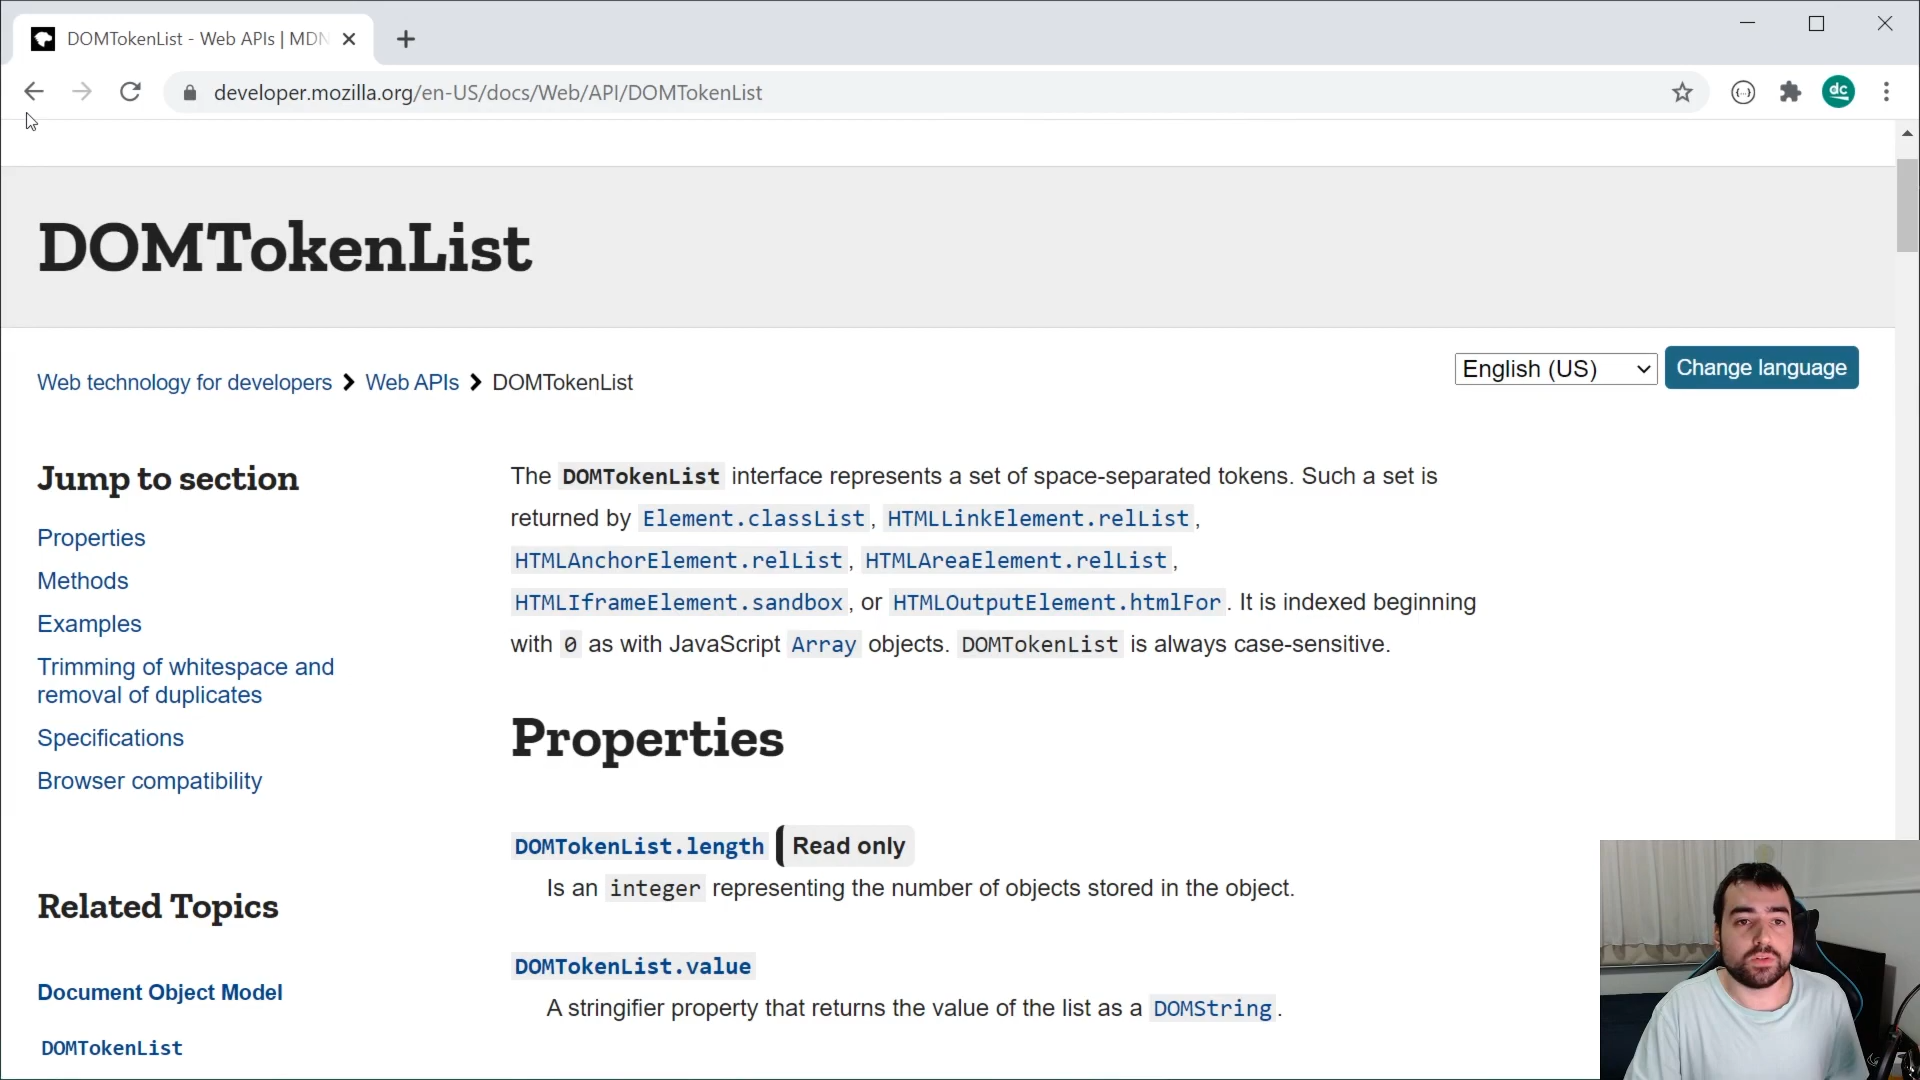 DOMTokenList - Web APIs | MDN
developer.mozilla.org/en-US/docs/Web/API/DOMTokenList
dc
DOMTokenList
Web technology for developers > Web APIs > DOMTokenList
English (US)
Change language
Jump to section
Properties
Methods
Examples
Trimming of whitespace and
removal of duplicates
Specifications
Browser compatibility
Related Topics
Document Object Model
DOMTokenList
The DOMTokenList interface represents a set of space-separated tokens. Such a set is
returned by Element.classList, HTMLLinkElement.relList,
HTMLAnchorElement.relList, HTMLAreaElement.relList,
HTMLIframeElement.sandbox, or HTMLOutputElement.htmlFor. It is indexed beginning
with 0 as with JavaScript Array objects. DOMTokenList is always case-sensitive.
Properties
DOMTokenList.length Read only
Is an integer representing the number of objects stored in the object.
DOMTokenList.value
A stringifier property that returns the value of the list as a DOMString.